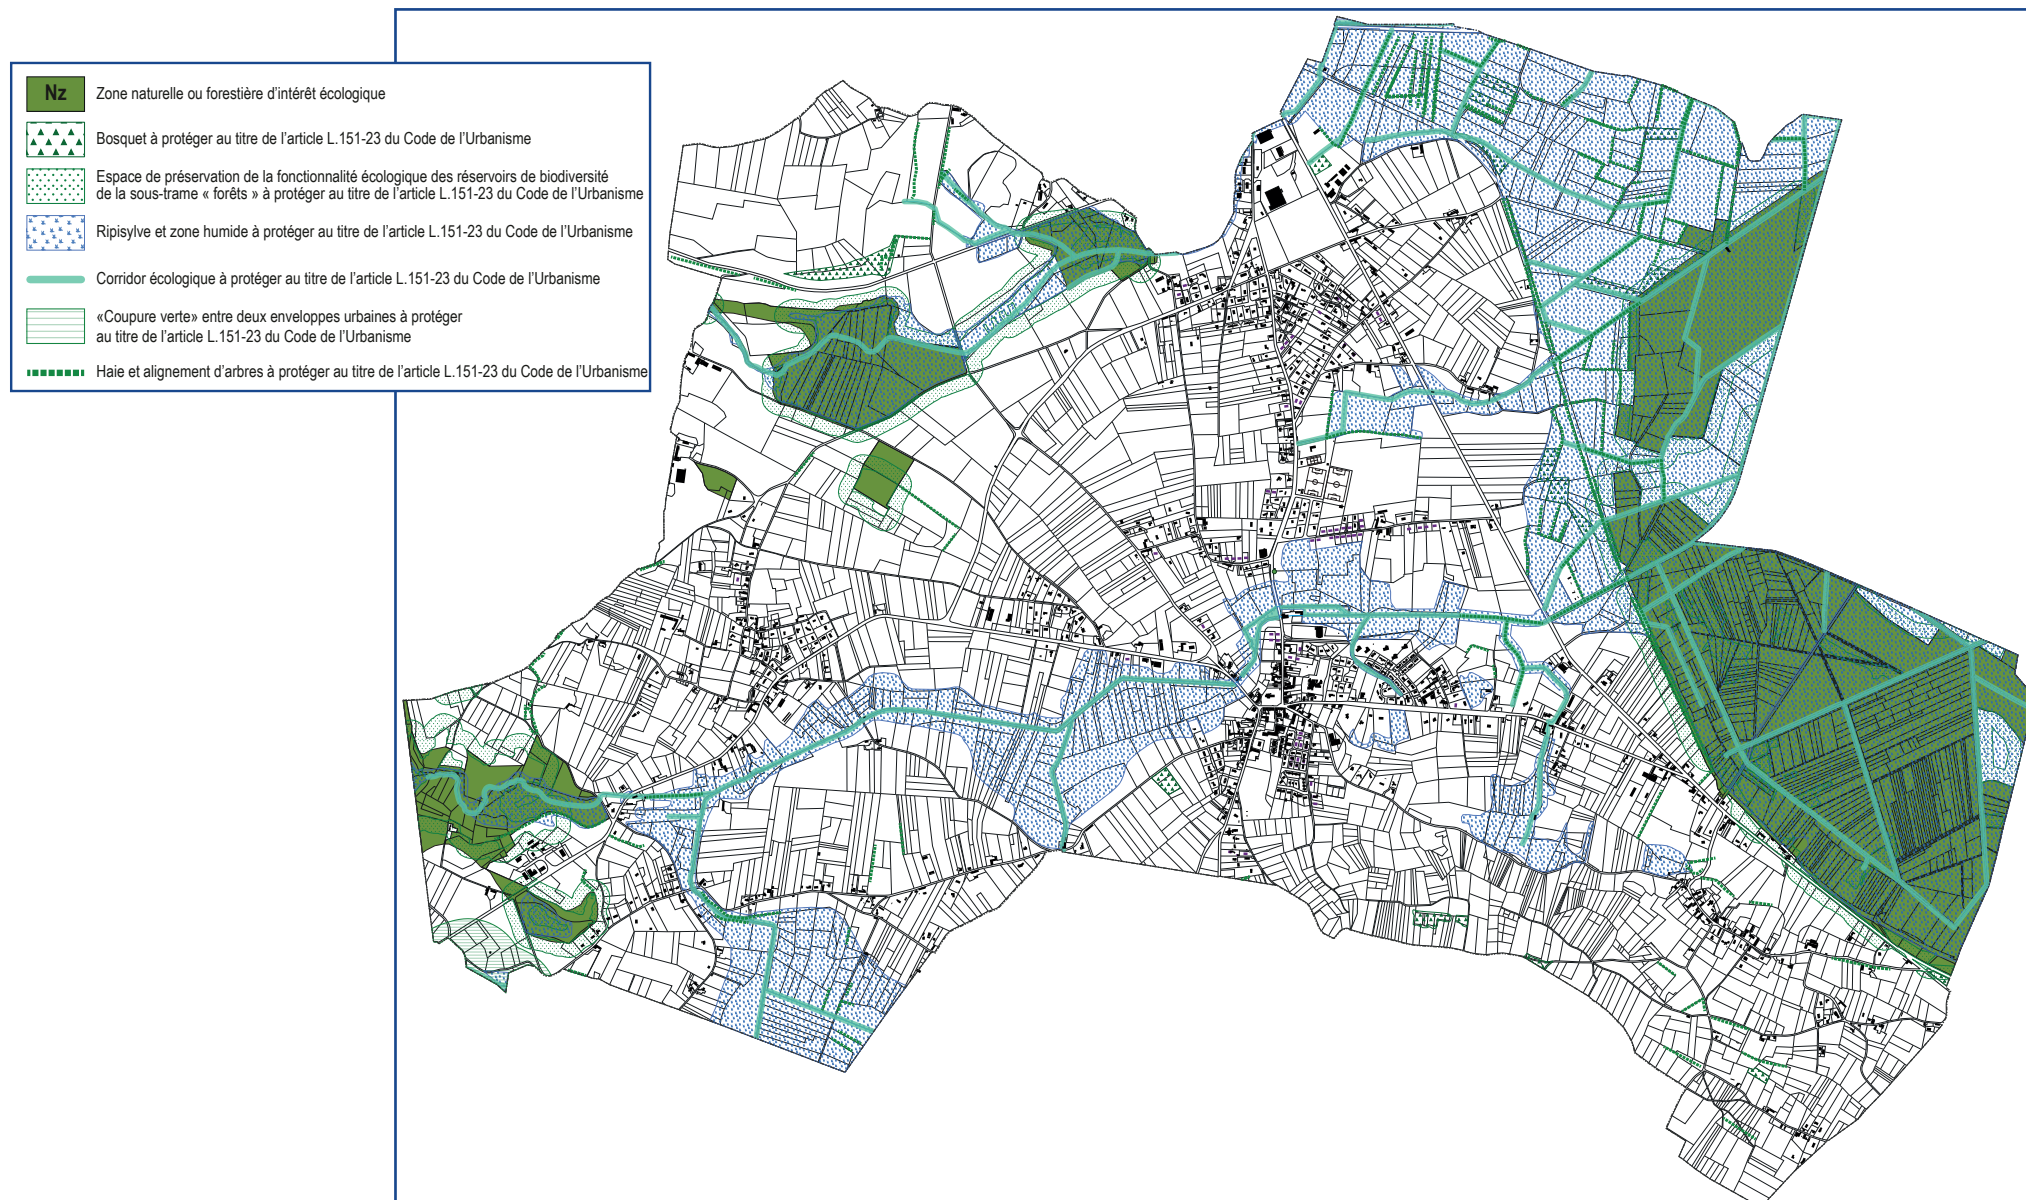 Nz
Zone naturelle ou forestière d’intérêt écologique
Bosquet à protéger au titre de l’article L.151-23 du Code de l’Urbanisme
Espace de préservation de la fonctionnalité écologique des réservoirs de biodiversité
de la sous-trame « forêts » à protéger au titre de l’article L.151-23 du Code de l’Urbanisme
Ripisylve et zone humide à protéger au titre de l’article L.151-23 du Code de l’Urbanisme
Corridor écologique à protéger au titre de l’article L.151-23 du Code de l’Urbanisme
«Coupure verte» entre deux enveloppes urbaines à protéger
au titre de l’article L.151-23 du Code de l’Urbanisme
Haie et alignement d’arbres à protéger au titre de l’article L.151-23 du Code de l’Urbanisme